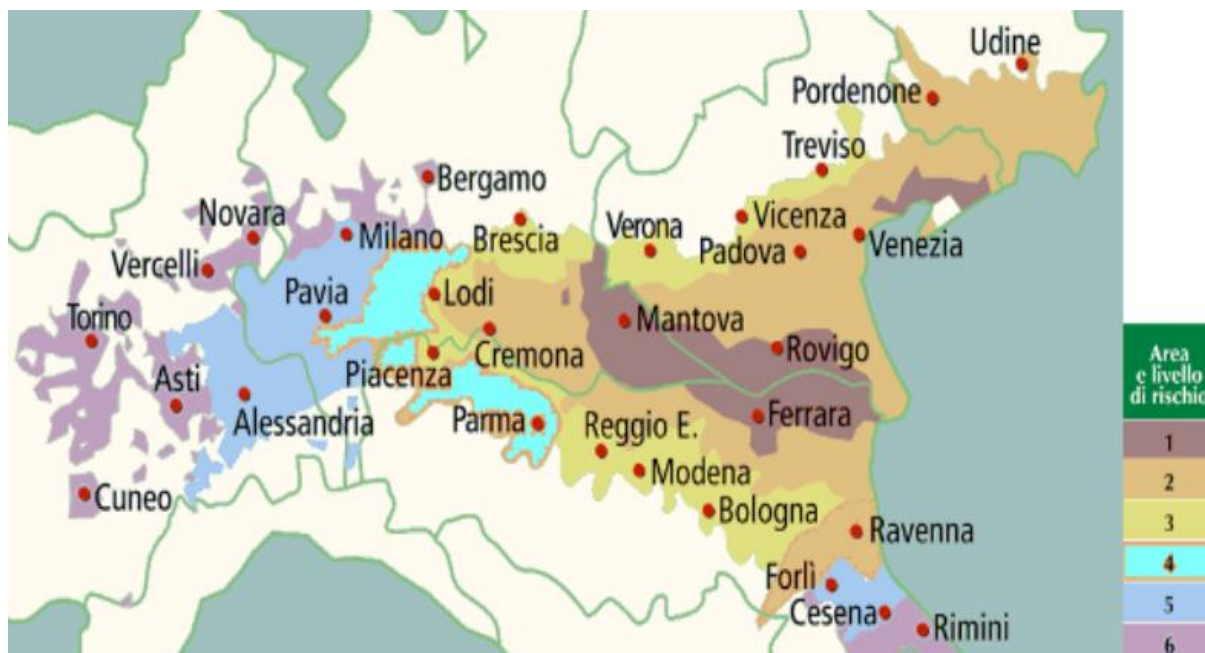 Udine
Pordenone
Treviso
Bergamo
Novara
Milano
Brescia
Verona
Vicenza
Padova
Venezia
Vercelli
Pavia
Lodi
Mantova
Torino
Rovigo
Cremona
Asti
Piacenza
Alessandria
Parma
Reggio E.
Ferrara
Modena
Cuneo
Bologna
Ravenna
Forlì
Cesena
Rimini
Area
e livello
di rischio
1
2
3
4
5
6